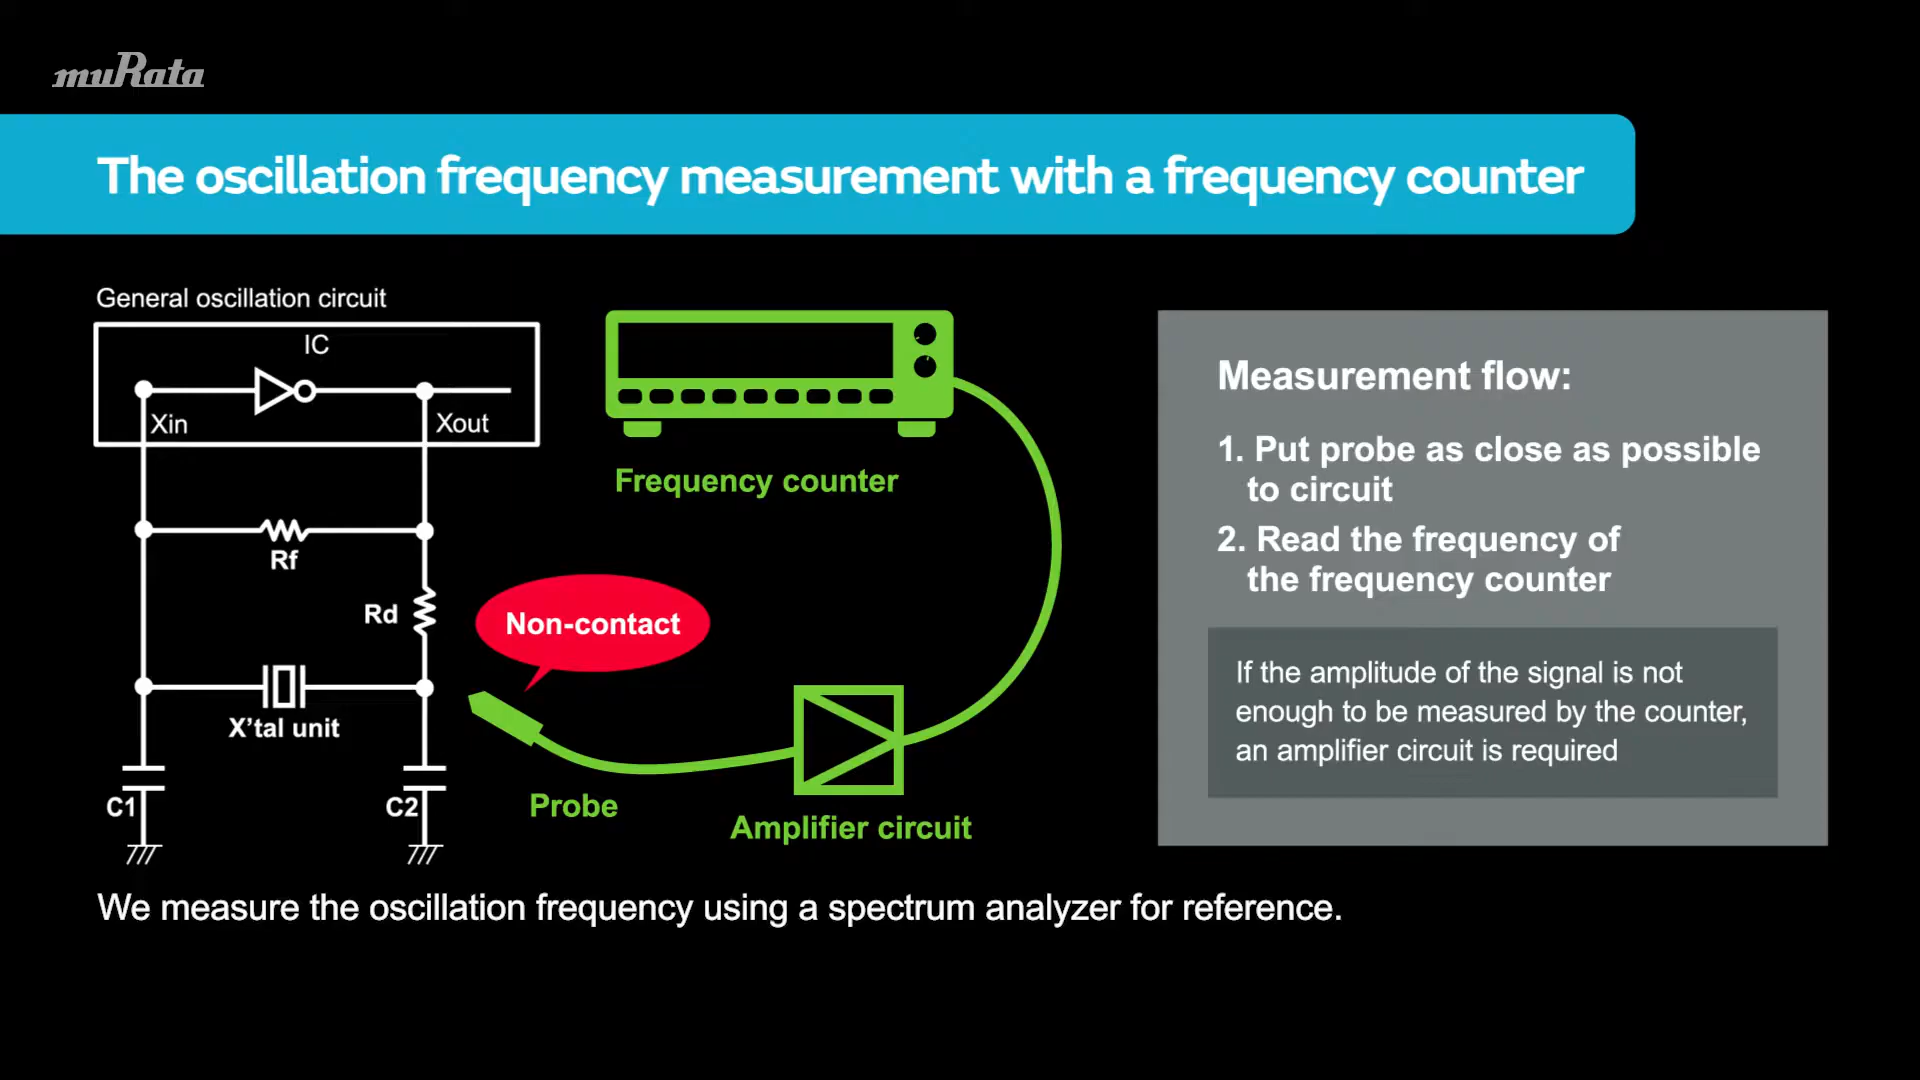 muRata
The oscillation frequency measurement with a frequency counter
General oscillation circuit
IC
Xin
Xout
Rf
Rd
X’tal unit
C1
C2
Frequency counter
Non-contact
Probe
Amplifier circuit
Measurement flow:
1. Put probe as close as possible
to circuit
2. Read the frequency of
the frequency counter
If the amplitude of the signal is not
enough to be measured by the counter,
an amplifier circuit is required
We measure the oscillation frequency using a spectrum analyzer for reference.